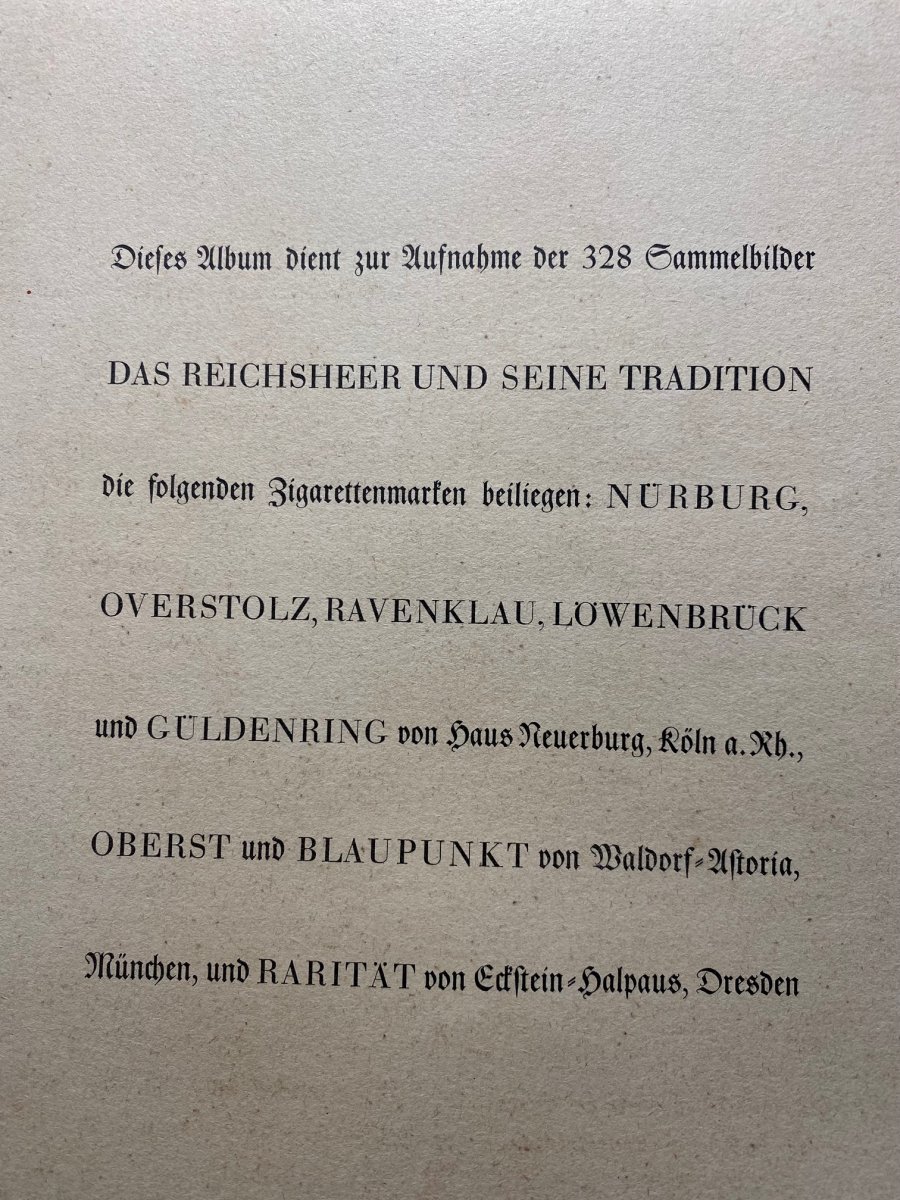 Dieses Album dient zur Aufnahme der 328 Sammelbilder
DAS REICHSHEER UND SEINE TRADITION
die folgenden Zigarettenmarken beiliegen: NÜRBURG,
OVERSTOLZ, RAVENKLAU, LÖWENBRÜCK
und GÜLDENRING von Haus Neuerburg, Köln a. Rh.,
OBERST und BLAUPUNKT von Waldorf-Astoria,
München, und RARITÄT von Eckstein-Halpaus, Dresden